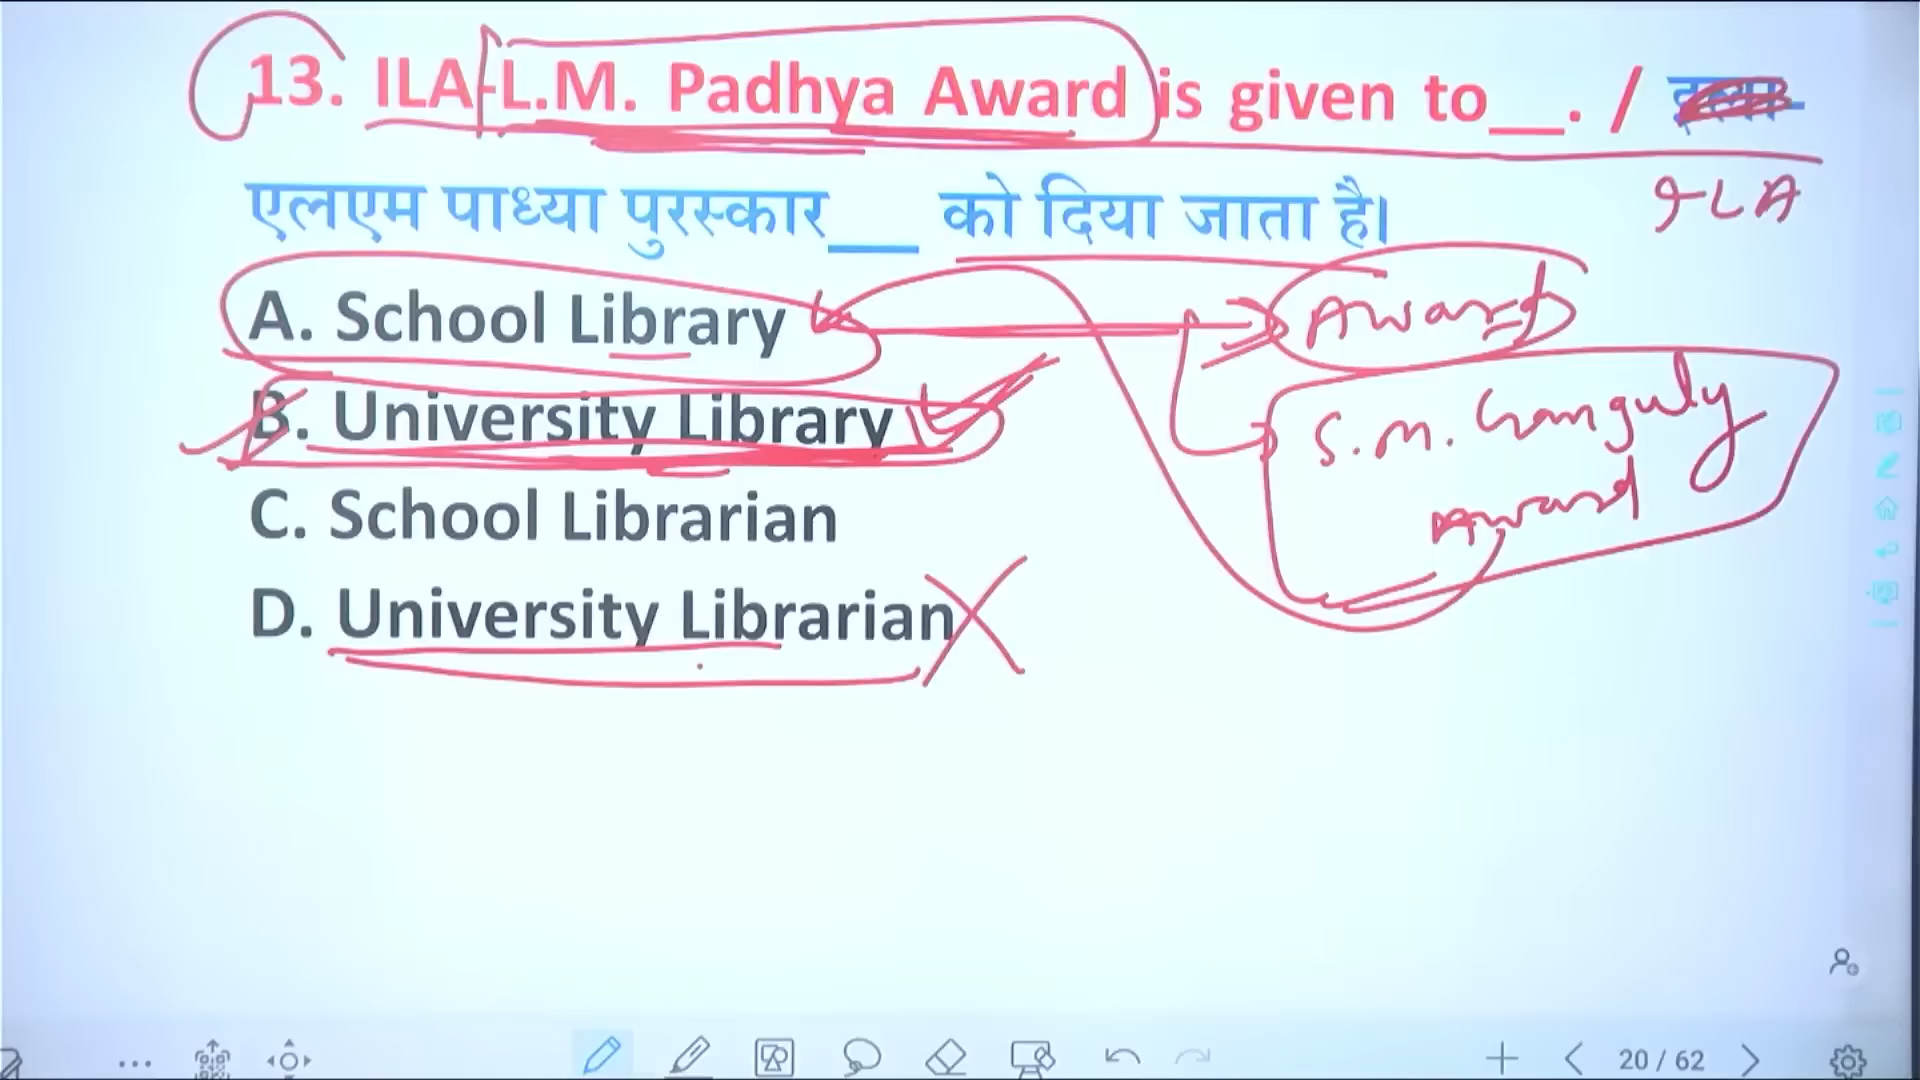 13. ILA-L.M. Padhya Award is given to__. / इला-
ILA
एलएम पाध्या पुरस्कार__ को दिया जाता है।
A. School Library
Award
B. University Library
S.M. Ganguly
Award
C. School Librarian
D. University Librarian
20 / 62